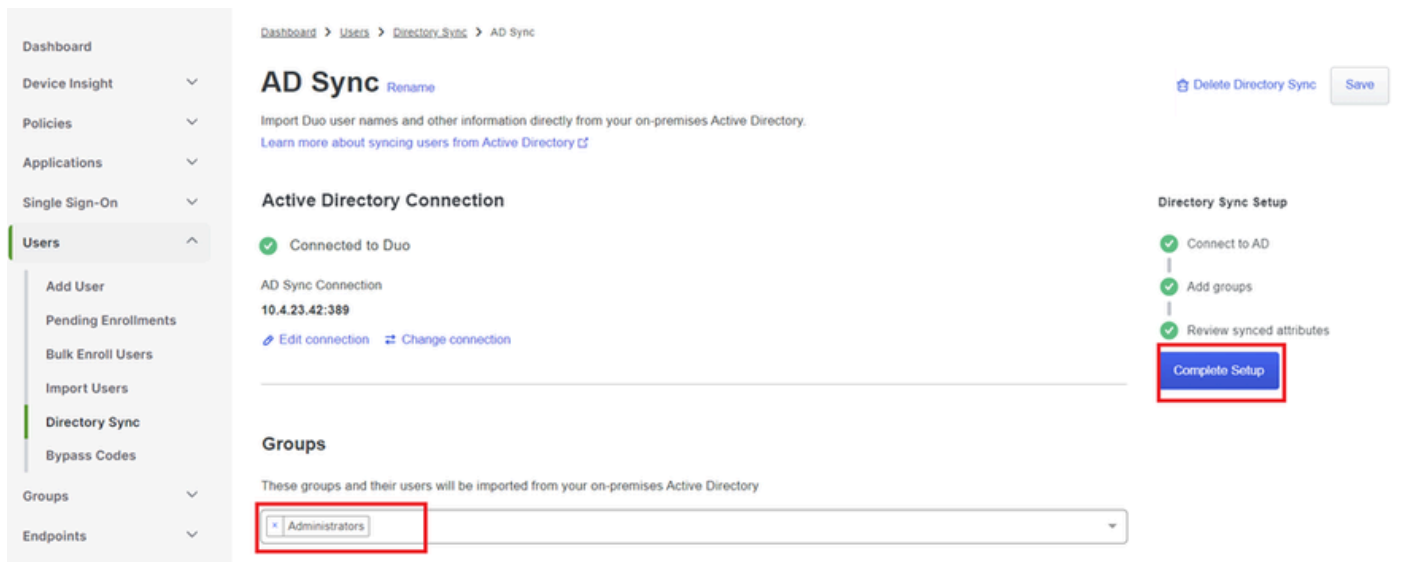 Dashboard
Device Insight
Policies
Applications
Single Sign-On
Users
Add User
Pending Enrollments
Bulk Enroll Users
Import Users
Directory Sync
Bypass Codes
Groups
Endpoints
Dashboard > Users > Directory Sync > AD Sync
AD Sync Rename
Delete Directory Sync Save
Import Duo user names and other information directly from your on-premises Active Directory.
Learn more about syncing users from Active Directory
Active Directory Connection
Connected to Duo
AD Sync Connection
10.4.23.42:389
Edit connection Change connection
Directory Sync Setup
Connect to AD
Add groups
Review synced attributes
Complete Setup
Groups
These groups and their users will be imported from your on-premises Active Directory
× Administrators